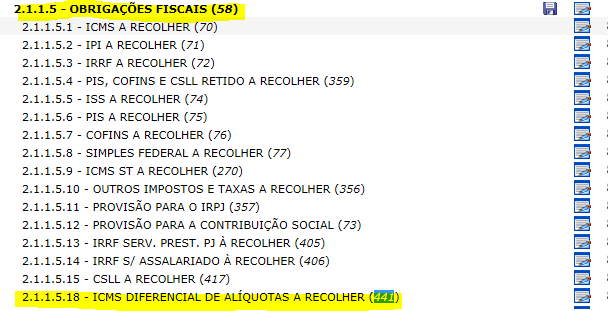 2.1.1.5 - OBRIGAÇÕES FISCAIS (58)
2.1.1.5.1 - ICMS A RECOLHER (70)
2.1.1.5.2 - IPI A RECOLHER (71)
2.1.1.5.3 - IRRF A RECOLHER (72)
2.1.1.5.4 - PIS, COFINS E CSLL RETIDO A RECOLHER (359)
2.1.1.5.5 - ISS A RECOLHER (74)
2.1.1.5.6 - PIS A RECOLHER (75)
2.1.1.5.7 - COFINS A RECOLHER (76)
2.1.1.5.8 - SIMPLES FEDERAL A RECOLHER (77)
2.1.1.5.9 - ICMS ST A RECOLHER (270)
2.1.1.5.10 - OUTROS IMPOSTOS E TAXAS A RECOLHER (356)
2.1.1.5.11 - PROVISÃO PARA O IRPJ (357)
2.1.1.5.12 - PROVISÃO PARA A CONTRIBUIÇÃO SOCIAL (73)
2.1.1.5.13 - IRRF SERV. PREST. PJ À RECOLHER (405)
2.1.1.5.14 - IRRF S/ ASSALARIADO À RECOLHER (406)
2.1.1.5.15 - CSLL A RECOLHER (417)
2.1.1.5.18 - ICMS DIFERENCIAL DE ALÍQUOTAS A RECOLHER (441)